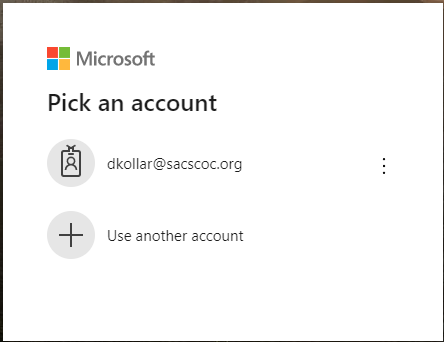 Microsoft
Pick an account
dkollar@sacscoc.org
Use another account